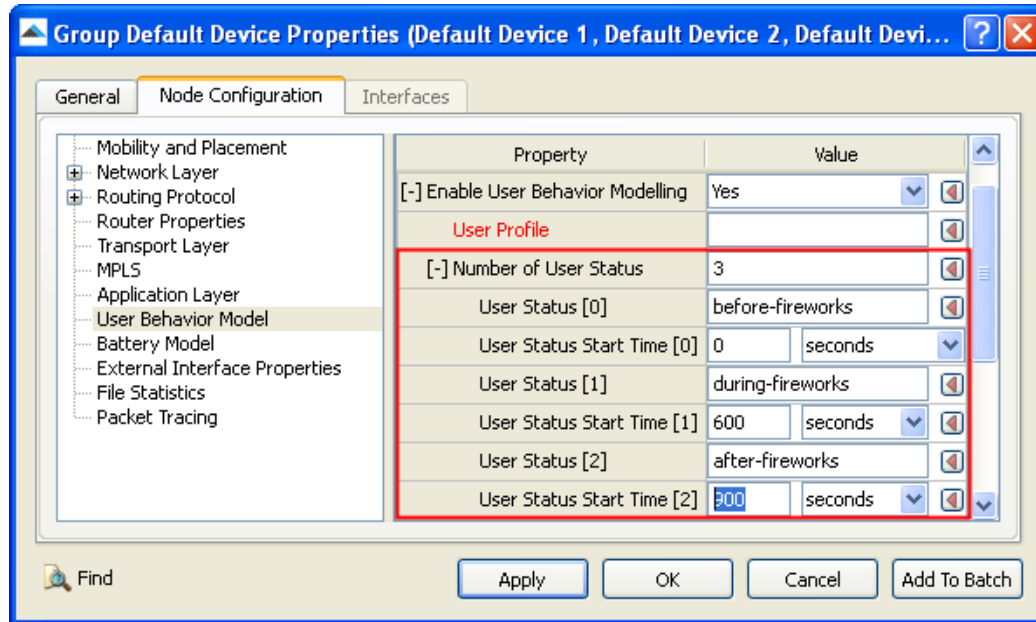 Group Default Device Properties (Default Device 1, Default Device 2, Default Devi...
General Node Configuration Interfaces
Mobility and Placement
Network Layer
Routing Protocol
Router Properties
Transport Layer
MPLS
Application Layer
User Behavior Model
Battery Model
External Interface Properties
File Statistics
Packet Tracing
Property Value
[-] Enable User Behavior Modelling Yes
User Profile
[-] Number of User Status 3
User Status [0] before-fireworks
User Status Start Time [0] 0 seconds
User Status [1] during-fireworks
User Status Start Time [1] 600 seconds
User Status [2] after-fireworks
User Status Start Time [2] 900 seconds
Find Apply OK Cancel Add To Batch